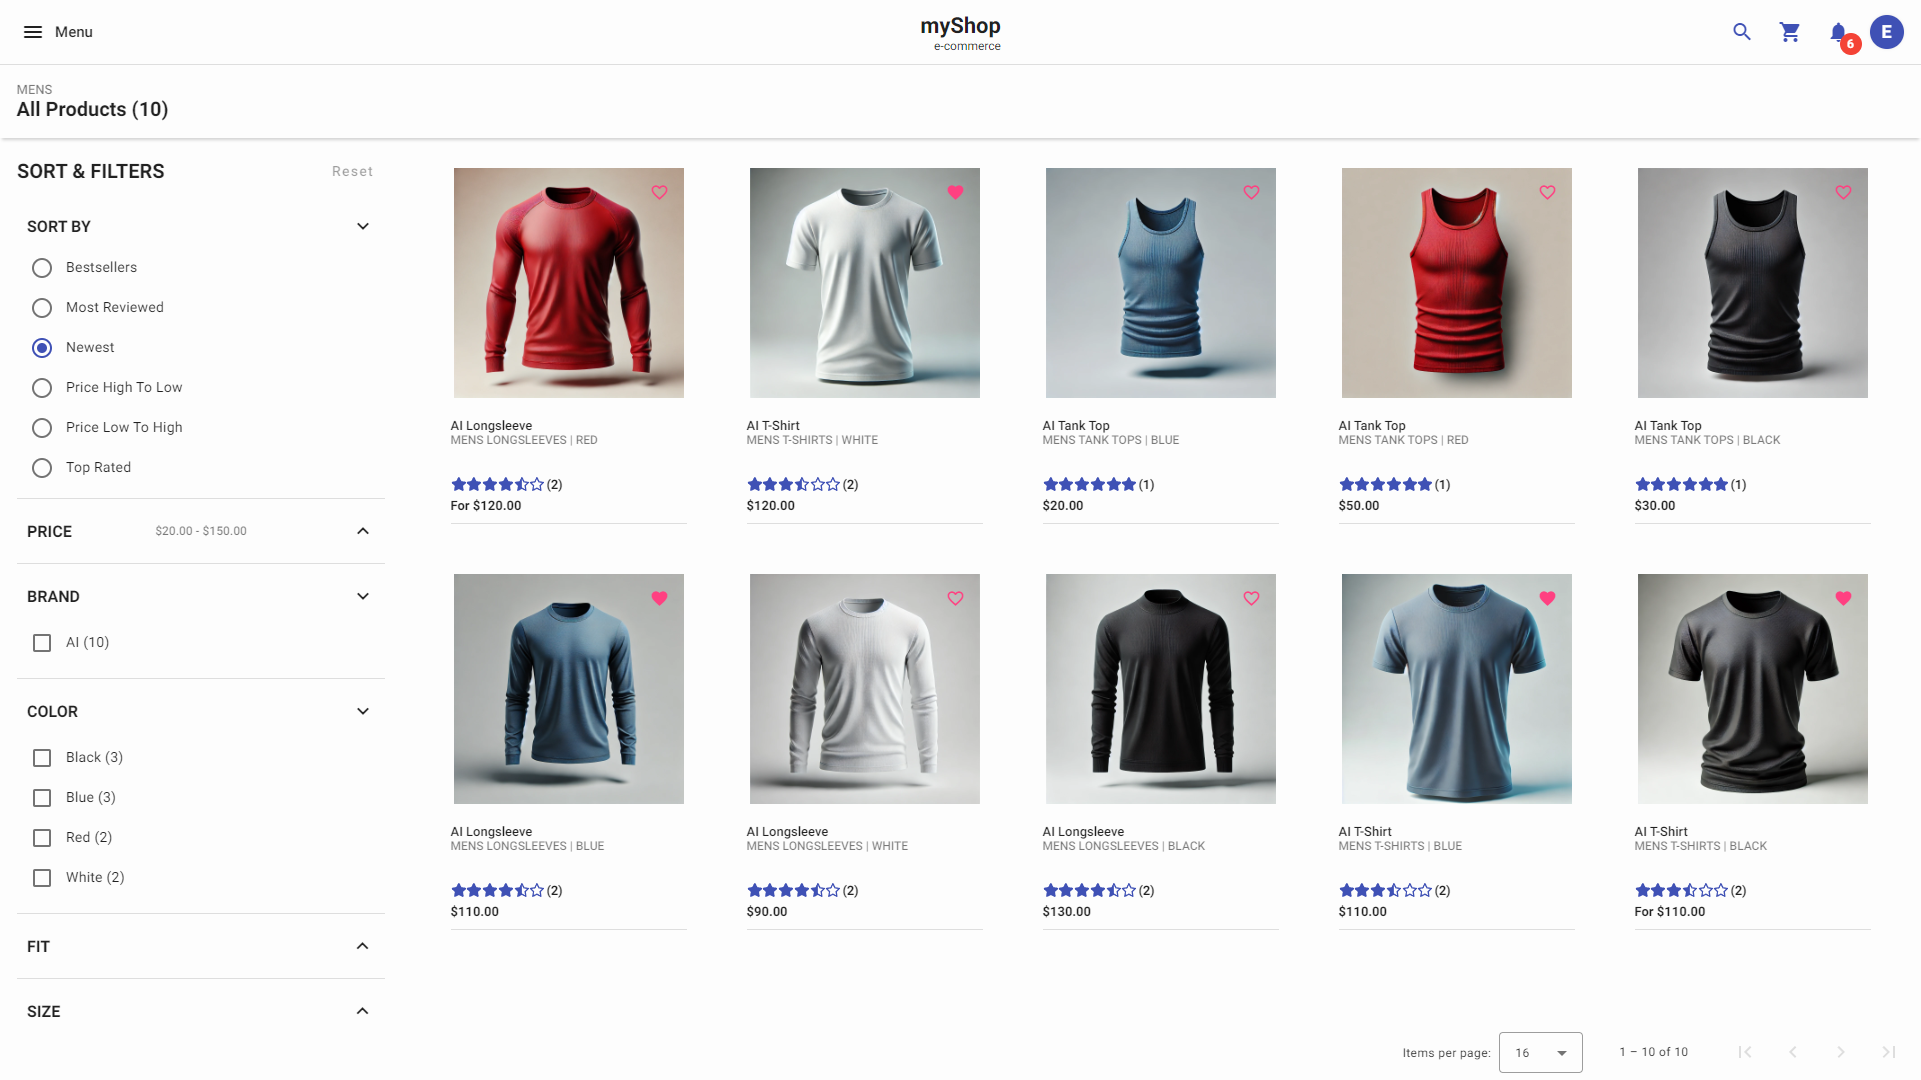 Menu
myShop
e-commerce
6
E
MENS
All Products (10)
SORT & FILTERS
Reset
SORT BY
Bestsellers
Most Reviewed
Newest
Price High To Low
Price Low To High
Top Rated
PRICE
$20.00 - $150.00
BRAND
AI (10)
COLOR
Black (3)
Blue (3)
Red (2)
White (2)
FIT
SIZE
AI Longsleeve
MENS LONGSLEEVES | RED
(2)
For $120.00
AI T-Shirt
MENS T-SHIRTS | WHITE
(2)
$120.00
AI Tank Top
MENS TANK TOPS | BLUE
(1)
$20.00
AI Tank Top
MENS TANK TOPS | RED
(1)
$50.00
AI Tank Top
MENS TANK TOPS | BLACK
(1)
$30.00
AI Longsleeve
MENS LONGSLEEVES | BLUE
(2)
$110.00
AI Longsleeve
MENS LONGSLEEVES | WHITE
(2)
$90.00
AI Longsleeve
MENS LONGSLEEVES | BLACK
(2)
$130.00
AI T-Shirt
MENS T-SHIRTS | BLUE
(2)
$110.00
AI T-Shirt
MENS T-SHIRTS | BLACK
(2)
For $110.00
Items per page:
16
1 – 10 of 10